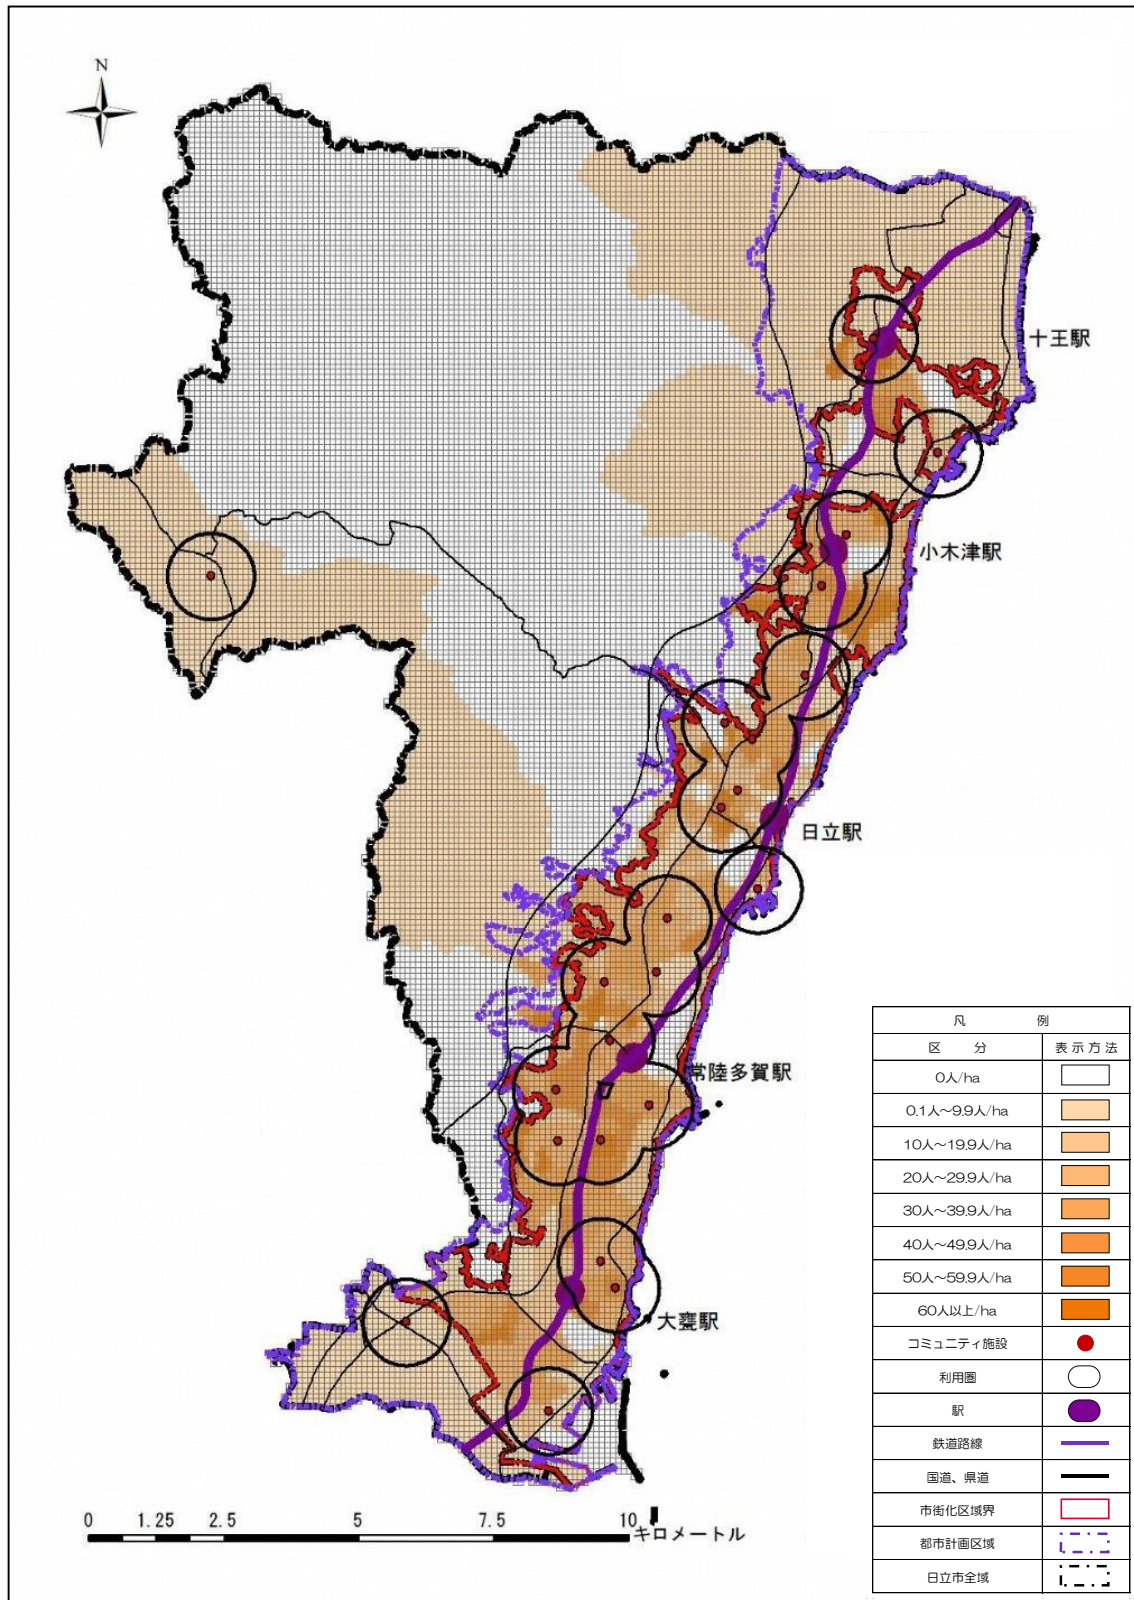 N
十王駅
小木津駅
日立駅
常陸多賀駅
大甕駅
凡 例
区 分 表示方法
0人/ha
0.1人～9.9人/ha
10人～19.9人/ha
20人～29.9人/ha
30人～39.9人/ha
40人～49.9人/ha
50人～59.9人/ha
60人以上/ha
コミュニティ施設
利用圏
駅
鉄道路線
国道、県道
市街化区域界
都市計画区域
日立市全域
0 1.25 2.5 5 7.5 10
キロメートル